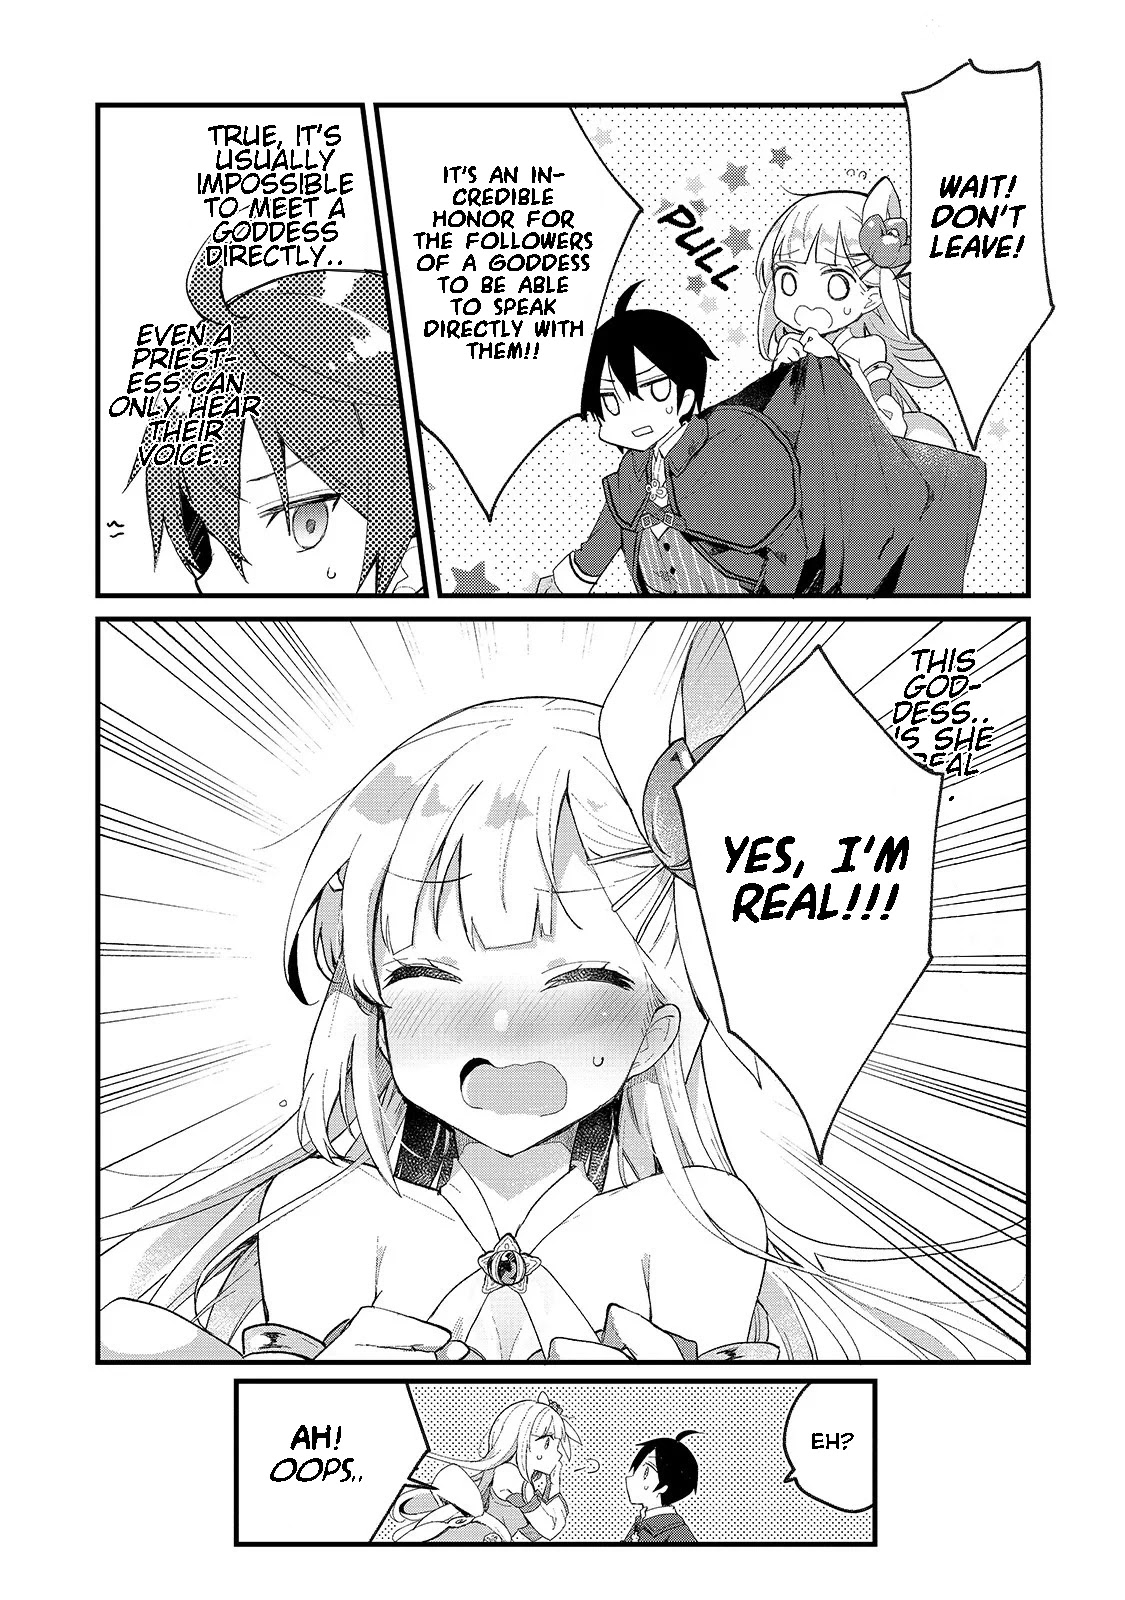 WAIT!
DON'T
LEAVE!
PULL
IT'S AN IN-
CREDIBLE
HONOR FOR
THE FOLLOWERS
OF A GODDESS
TO BE ABLE
TO SPEAK
DIRECTLY WITH
THEM!!
TRUE, IT'S
USUALLY
IMPOSSIBLE
TO MEET A
GODDESS
DIRECTLY..
EVEN A
PRIEST-
ESS CAN
ONLY HEAR
THEIR
VOICE..
THIS
GOD-
DESS..
'S SHE
REAL
YES, I'M
REAL!!!
EH?
AH!
OOPS..